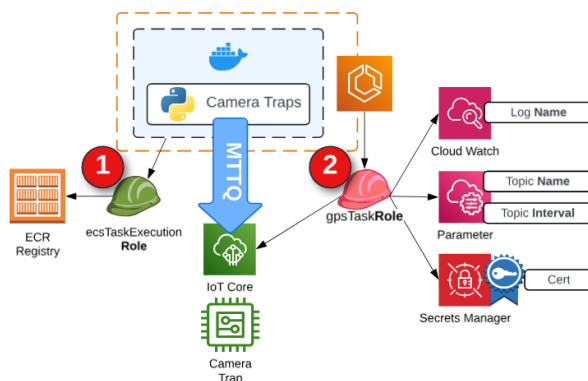 Camera Traps
MTTQ
1
2
ECR
Registry
ecsTaskExecution
Role
gpsTaskRole
IoT Core
Camera
Trap
Cloud Watch
Log Name
Parameter
Topic Name
Topic Interval
Secrets Manager
Cert